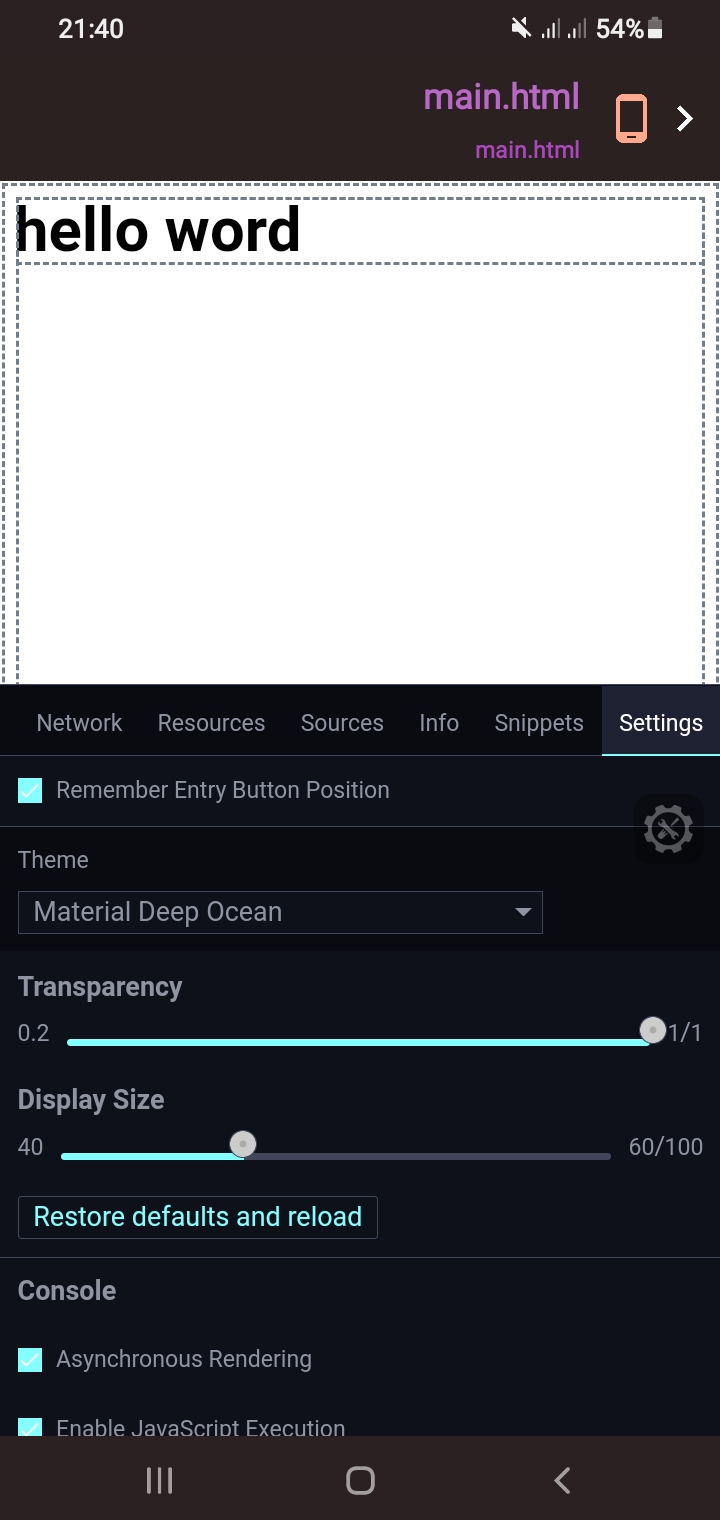 21:40 54%
main.html
main.html
hello word
Network Resources Sources Info Snippets Settings
Remember Entry Button Position
Theme
Material Deep Ocean
Transparency
0.2 1/1
Display Size
40 60/100
Restore defaults and reload
Console
Asynchronous Rendering
Enable JavaScript Execution